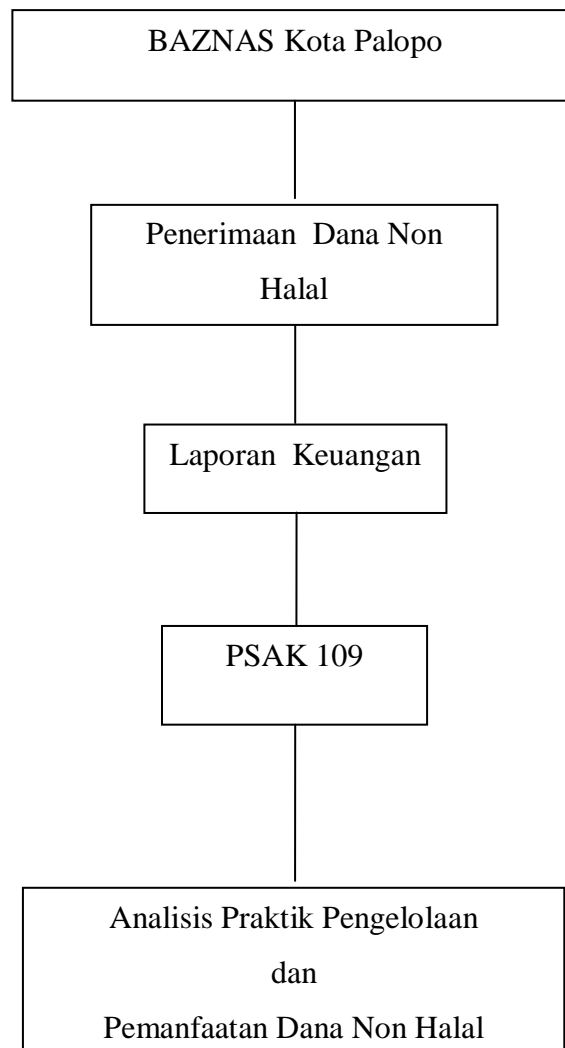 BAZNAS Kota Palopo
Penerimaan Dana Non
Halal
Laporan Keuangan
PSAK 109
Analisis Praktik Pengelolaan
dan
Pemanfaatan Dana Non Halal